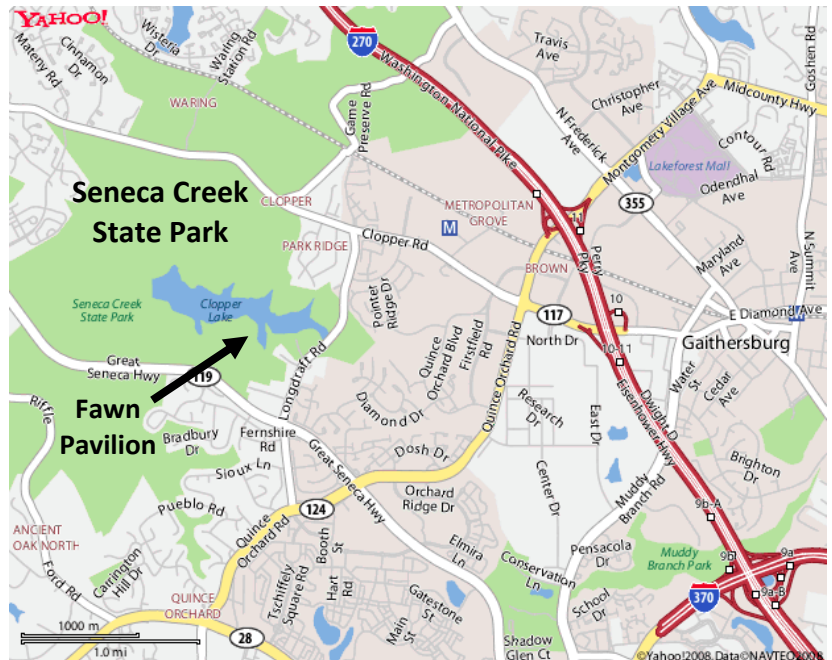 YAHOO!
Wisteria
Dr
Waring
Station Rd
Mateny Rd
Cinnamon
Dr
WARING
270
Washington National Pike
Travis
Ave
Christopher
Ave
N Frederick
Ave
Montgomery Village Ave
Midcounty Hwy
Goshen Rd
Contour Rd
Lakeforest Mall
Odendhal
Ave
Game
Preserve Rd
Seneca Creek
State Park
CLOPPER
METROPOLITAN
GROVE
M
11
355
PARK RIDGE
Clopper Rd
BROWN
Perry
Pky
Maryland
Ave
N Summit
Ave
Seneca Creek
State Park
Clopper
Lake
Pointer
Ridge Dr
117
10
E Diamond Ave
North Dr
10-11
Gaithersburg
Great
Seneca Hwy
119
Longdraft Rd
Quince
Orchard Blvd
Firstfield
Rd
Quince Orchard Rd
Water
St
Cedar
Ave
Dwight D
Eisenhower Hwy
Riffle
Ford Rd
Fawn
Pavilion
Bradbury
Dr
Fernshire
Rd
Diamond Dr
Research
Dr
East Dr
Great Seneca Hwy
Dosh Dr
Sioux Ln
Center Dr
Muddy
Branch Rd
Brighton
Dr
Pueblo Rd
124
Orchard
Ridge Dr
9b-A
ANCIENT
OAK NORTH
Quince
Orchard Rd
Booth
St
Elmira
Ln
Conservation
Ln
Pensacola
Dr
Muddy
Branch Park
9b
9a
Carrington
Hill Dr
Tschiffely
Square Rd
Hart
Rd
370
9a-B
QUINCE
ORCHARD
Gatestone
St
Main
St
School
Dr
1000 m
1.0 mi
28
Shadow
Glen Ct
©Yahoo!2008, Data©NAVTEQ2008